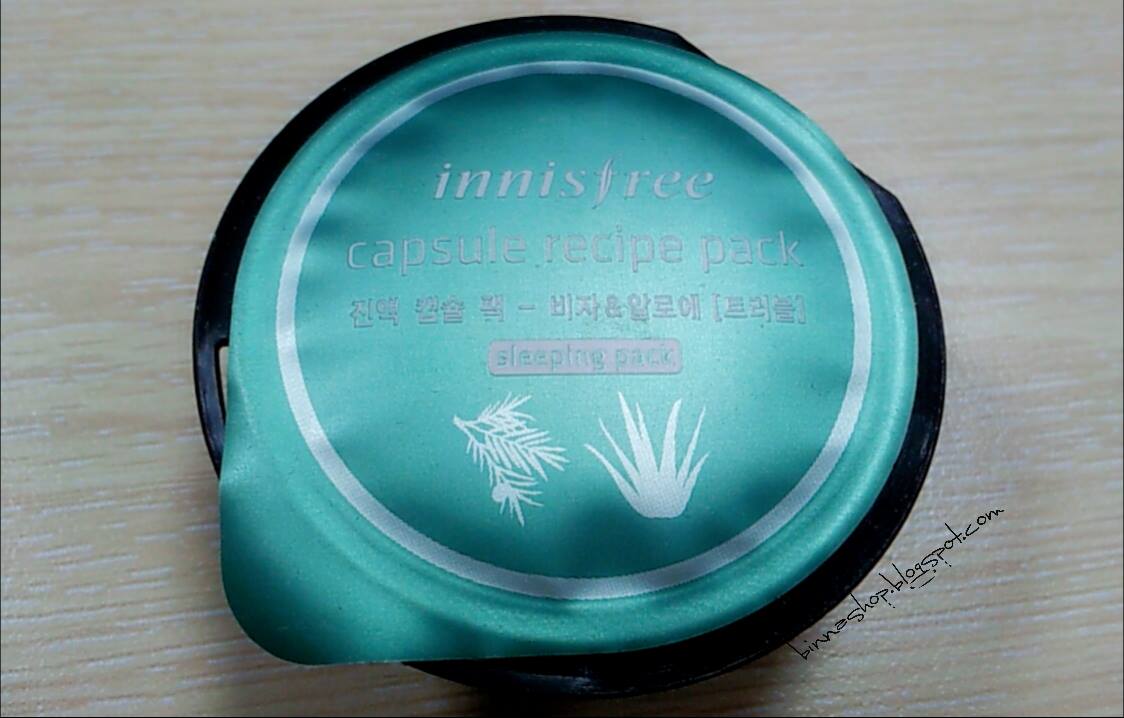 innisfree
capsule recipe pack
진액 캡슐 팩 - 비자&알로에 [트러블]
sleeping pack
binnashop.blogspot.com